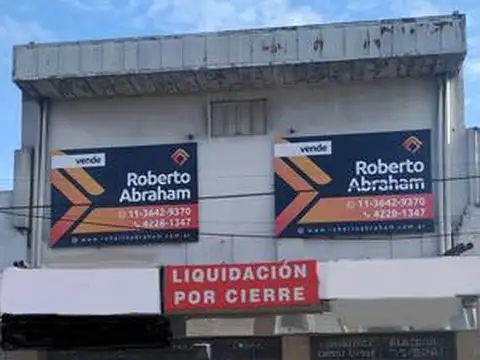 vende
Roberto
Abraham
11-3642-9370
4228-1347
www.robertoabraham.com.ar
vende
Roberto
Abraham
11-3642-9370
4228-1347
www.robertoabraham.com.ar
LIQUIDACIÓN
POR CIERRE